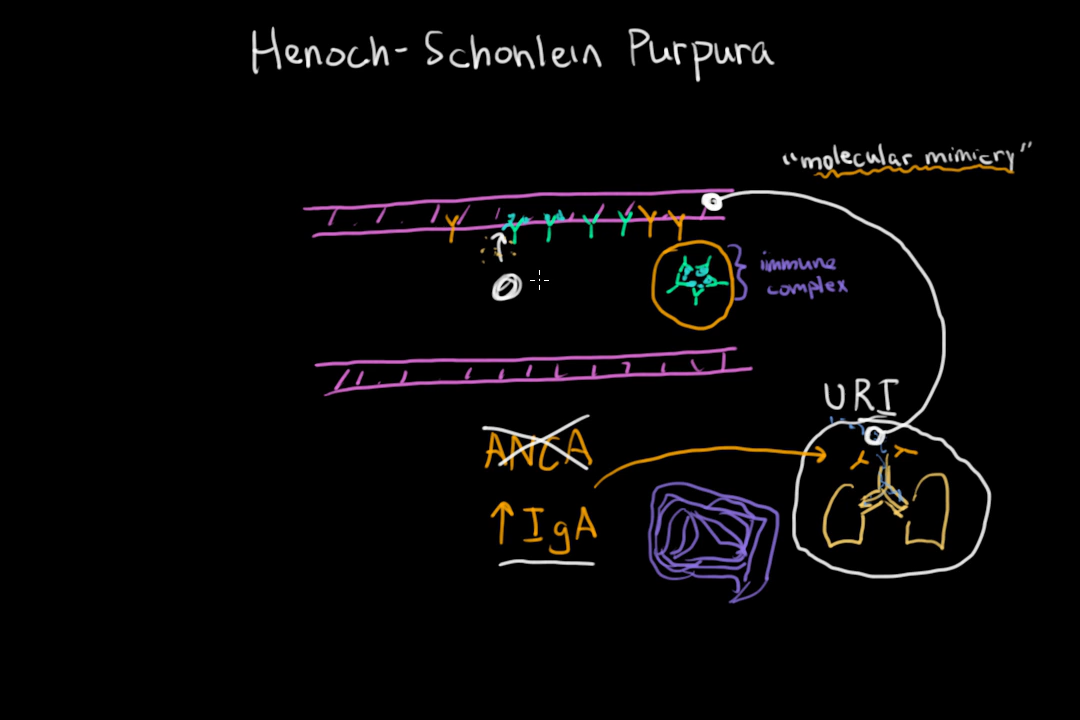 Henoch-Schonlein Purpura
"molecular mimicry"
immune
complex
URI
ANCA
↑IgA